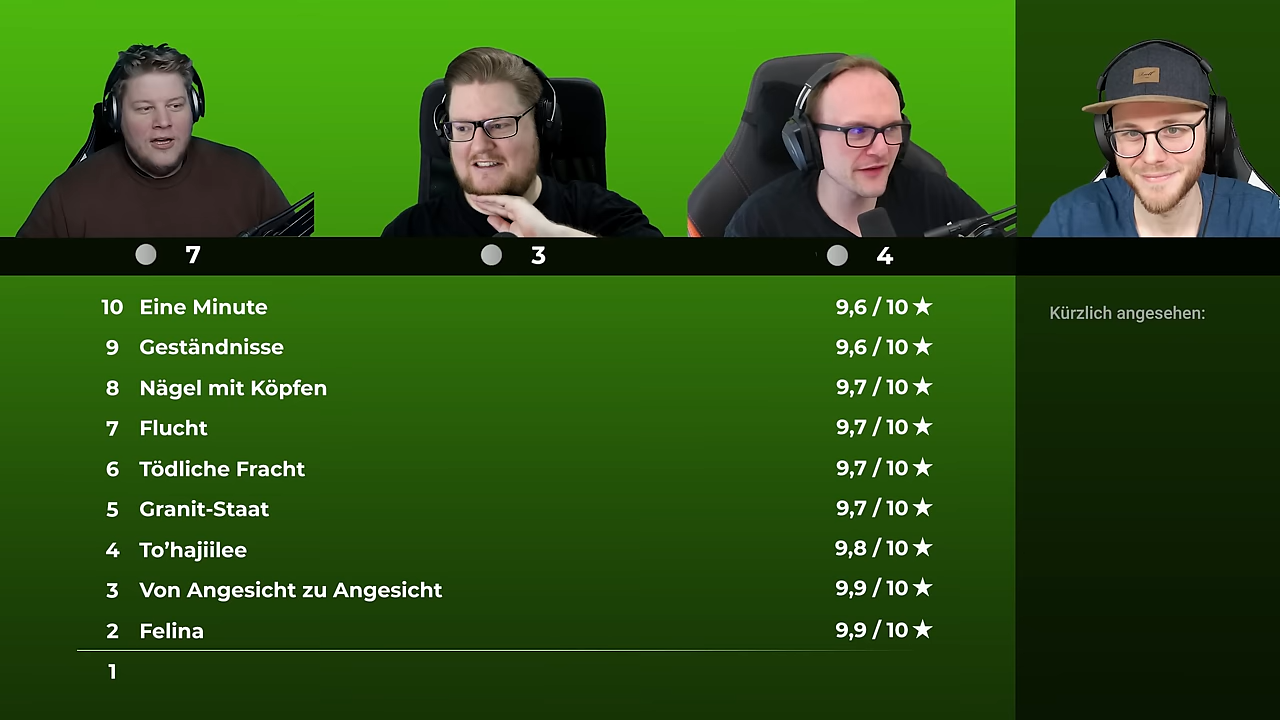 7
3
4
10 Eine Minute 9,6 / 10 ★
9 Geständnisse 9,6 / 10 ★
8 Nägel mit Köpfen 9,7 / 10 ★
7 Flucht 9,7 / 10 ★
6 Tödliche Fracht 9,7 / 10 ★
5 Granit-Staat 9,7 / 10 ★
4 To’hajiilee 9,8 / 10 ★
3 Von Angesicht zu Angesicht 9,9 / 10 ★
2 Felina 9,9 / 10 ★
1
Kürzlich angesehen: